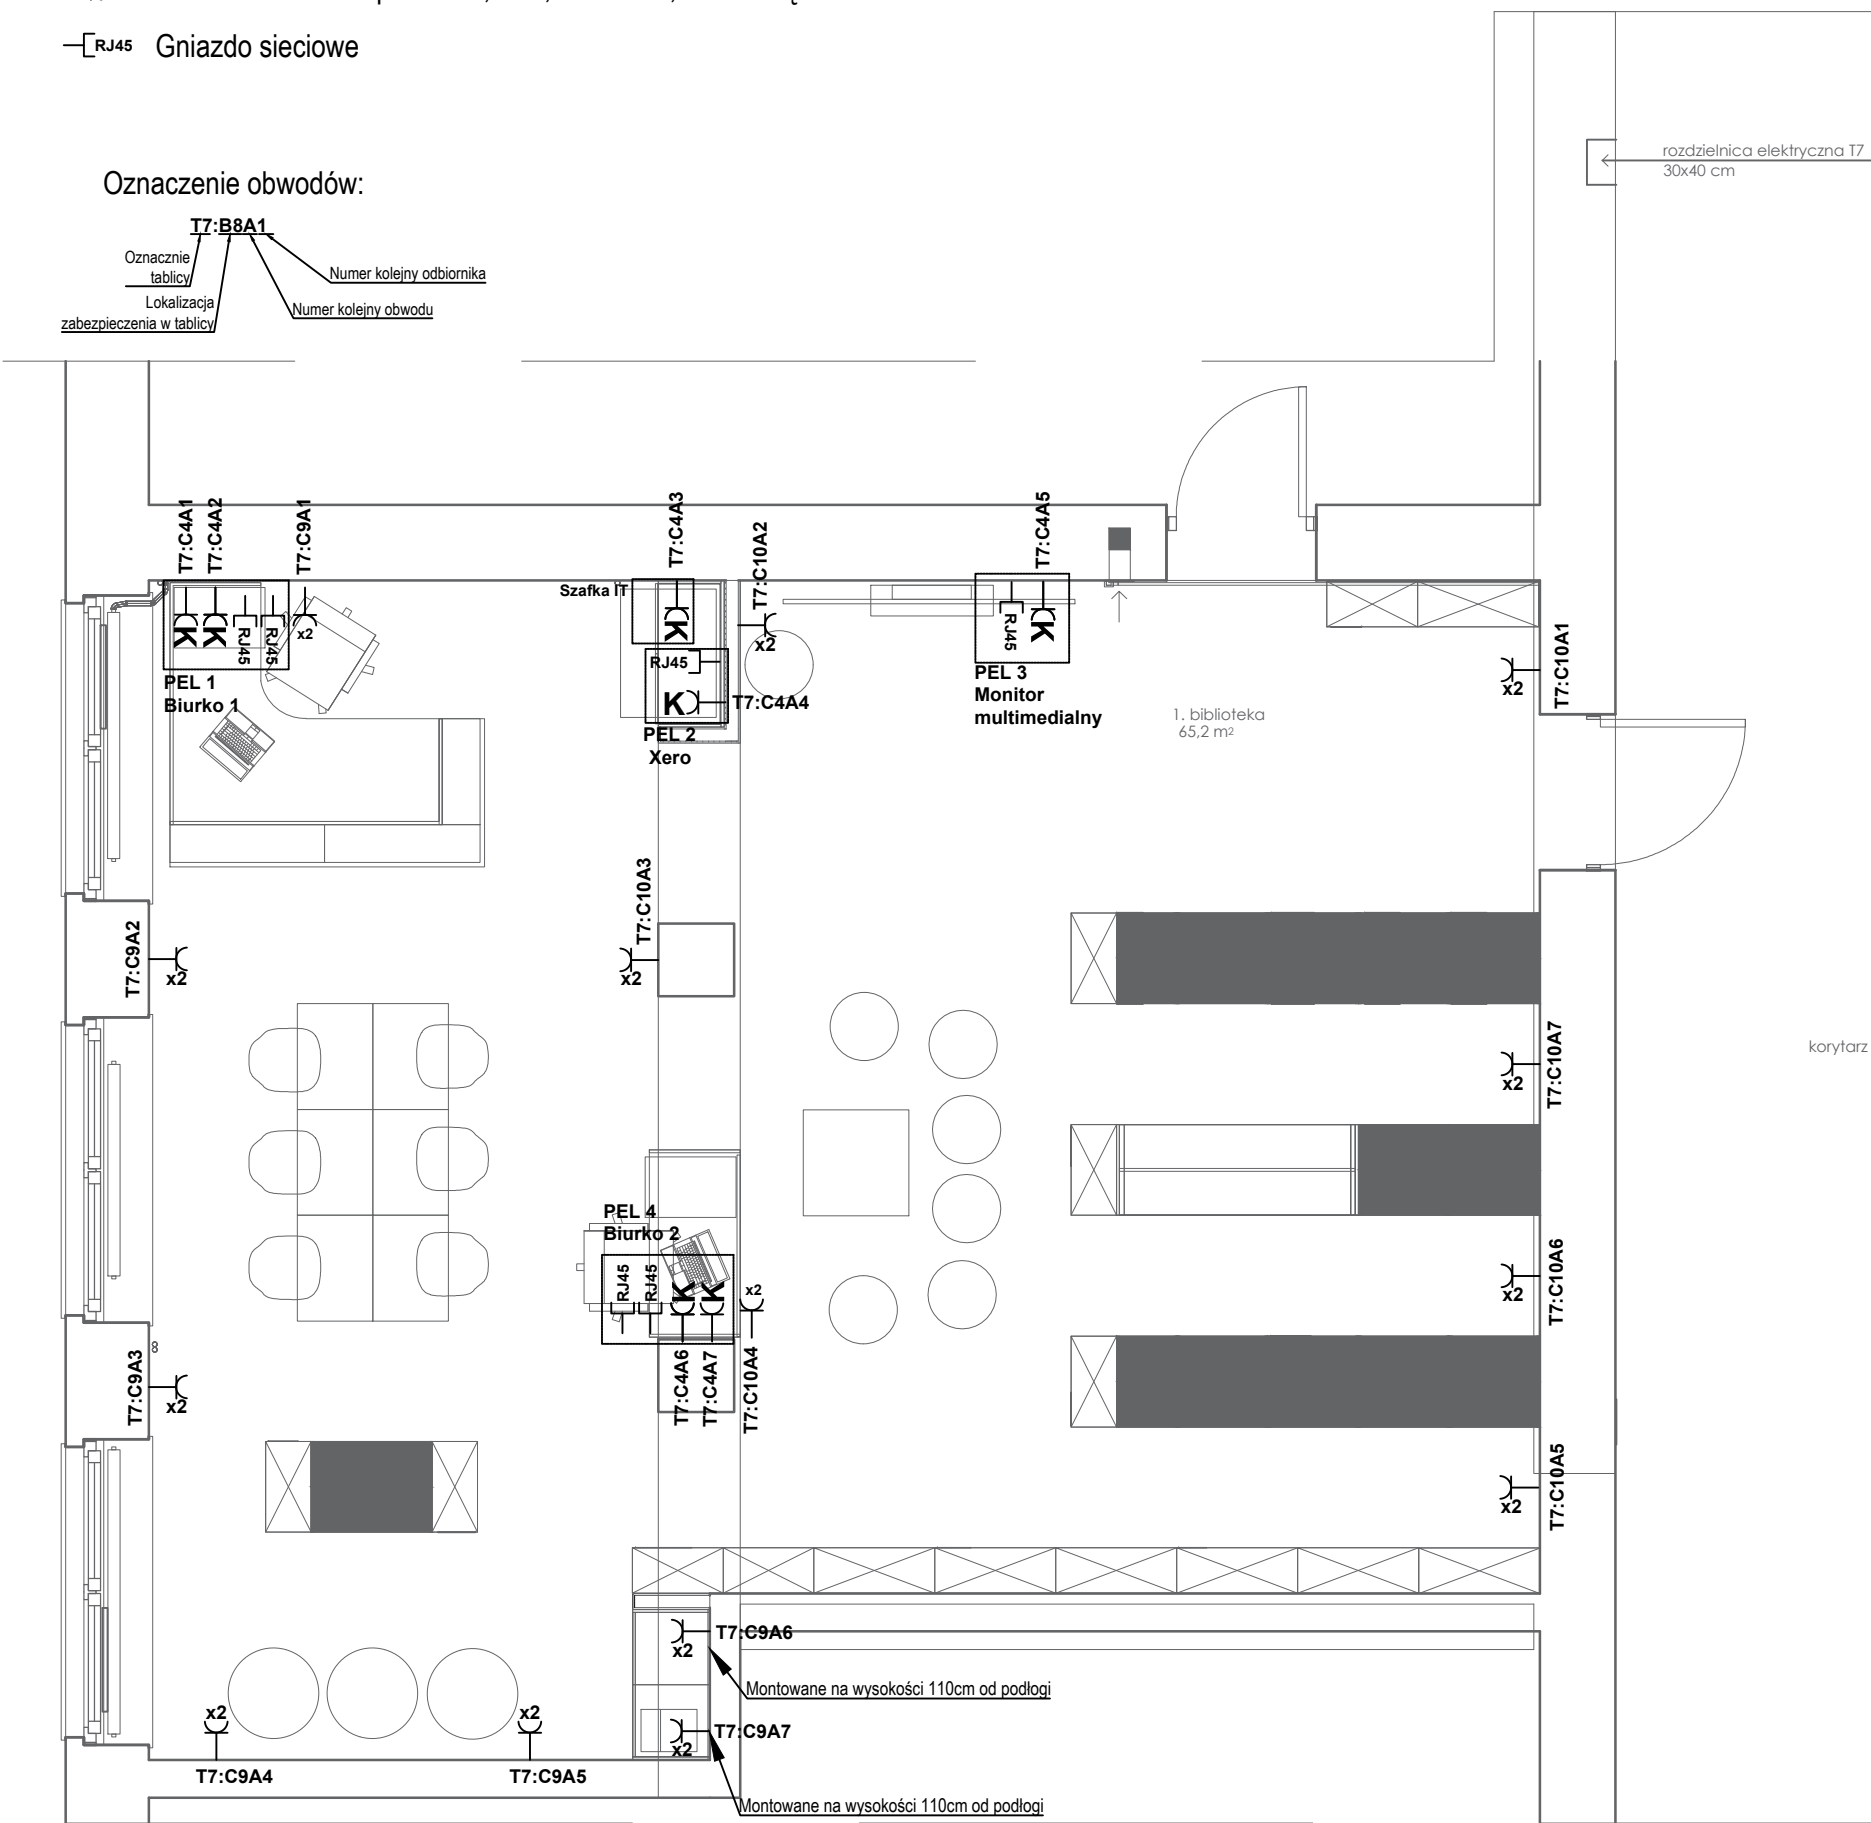 RJ45 Gniazdo sieciowe
Oznaczenie obwodów:
T7:B8A1
Oznacznie
tablicy
Lokalizacja
zabezpieczenia w tablicy
Numer kolejny odbiornika
Numer kolejny obwodu
rozdzielnica elektryczna T7
30x40 cm
T7:C4A1
T7:C4A2
T7:C9A1
T7:C4A3
T7:C10A2
T7:C4A5
K
K
RJ45
RJ45
x2
PEL 1
Biurko 1
Szafka IT
K
RJ45
K
T7:C4A4
PEL 2
Xero
x2
RJ45
K
PEL 3
Monitor
multimedialny
1. biblioteka
65,2 m²
x2
T7:C10A1
T7:C9A2
x2
T7:C10A3
x2
T7:C10A7
x2
korytarz
PEL 4
Biurko 2
RJ45
RJ45
K
K
x2
T7:C4A6
T7:C4A7
T7:C10A4
T7:C10A6
x2
T7:C9A3
x2
T7:C10A5
x2
T7:C9A6
x2
Montowane na wysokości 110cm od podłogi
T7:C9A7
x2
Montowane na wysokości 110cm od podłogi
x2
T7:C9A4
x2
T7:C9A5